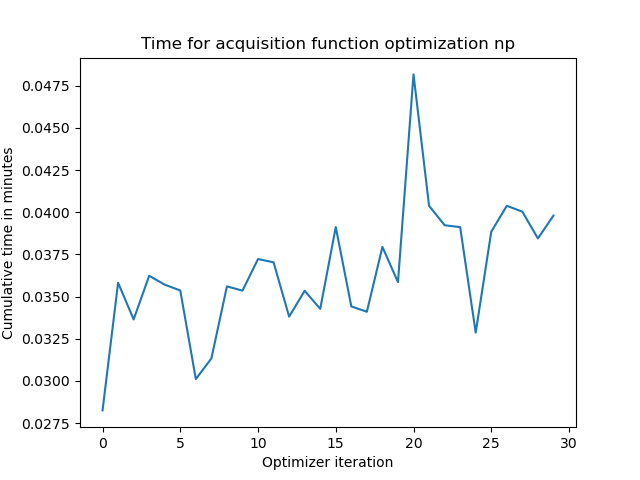 Time for acquisition function optimization np
Cumulative time in minutes
0.0475
0.0450
0.0425
0.0400
0.0375
0.0350
0.0325
0.0300
0.0275
0 5 10 15 20 25 30
Optimizer iteration